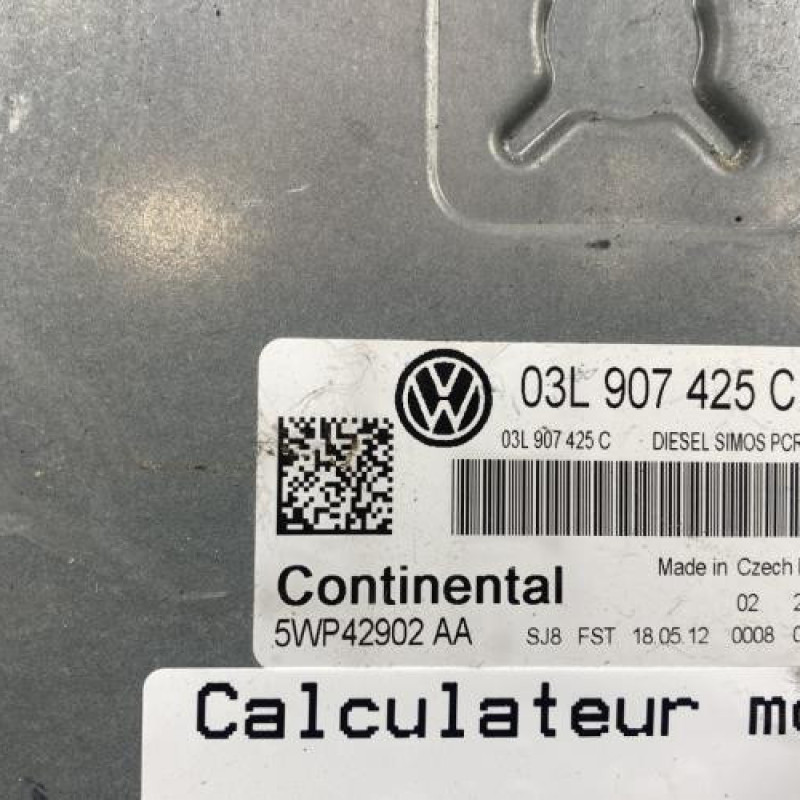 03L 907 425 C
03L 907 425 C DIESEL SIMOS PCR
Continental
Made in Czech
02
5WP42902 AA
SJ8 FST 18.05.12 0008
Calculateur